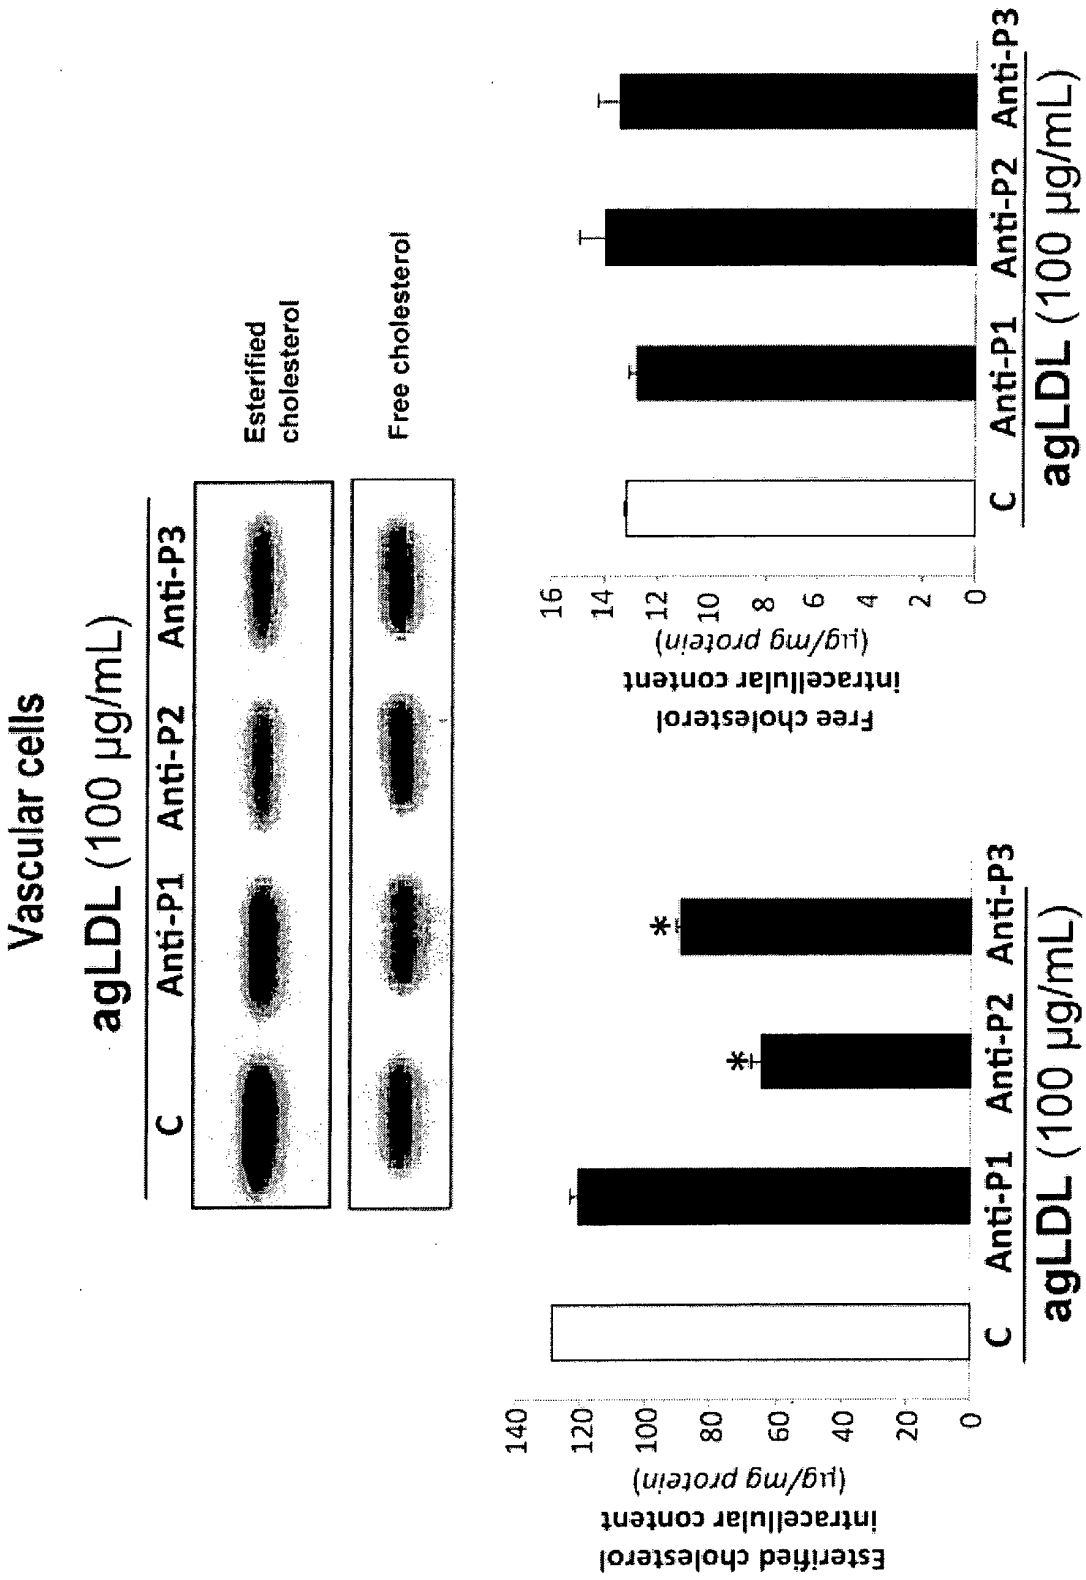 Vascular cells
agLDL (100 µg/mL)
C Anti-P1 Anti-P2 Anti-P3
Esterified
cholesterol
Free cholesterol
Esterified cholesterol
intracellular content
(µg/mg protein)
140
120
100
80
60
40
20
0
*
*
C Anti-P1 Anti-P2 Anti-P3
agLDL (100 µg/mL)
Free cholesterol
intracellular content
(µg/mg protein)
16
14
12
10
8
6
4
2
0
C Anti-P1 Anti-P2 Anti-P3
agLDL (100 µg/mL)